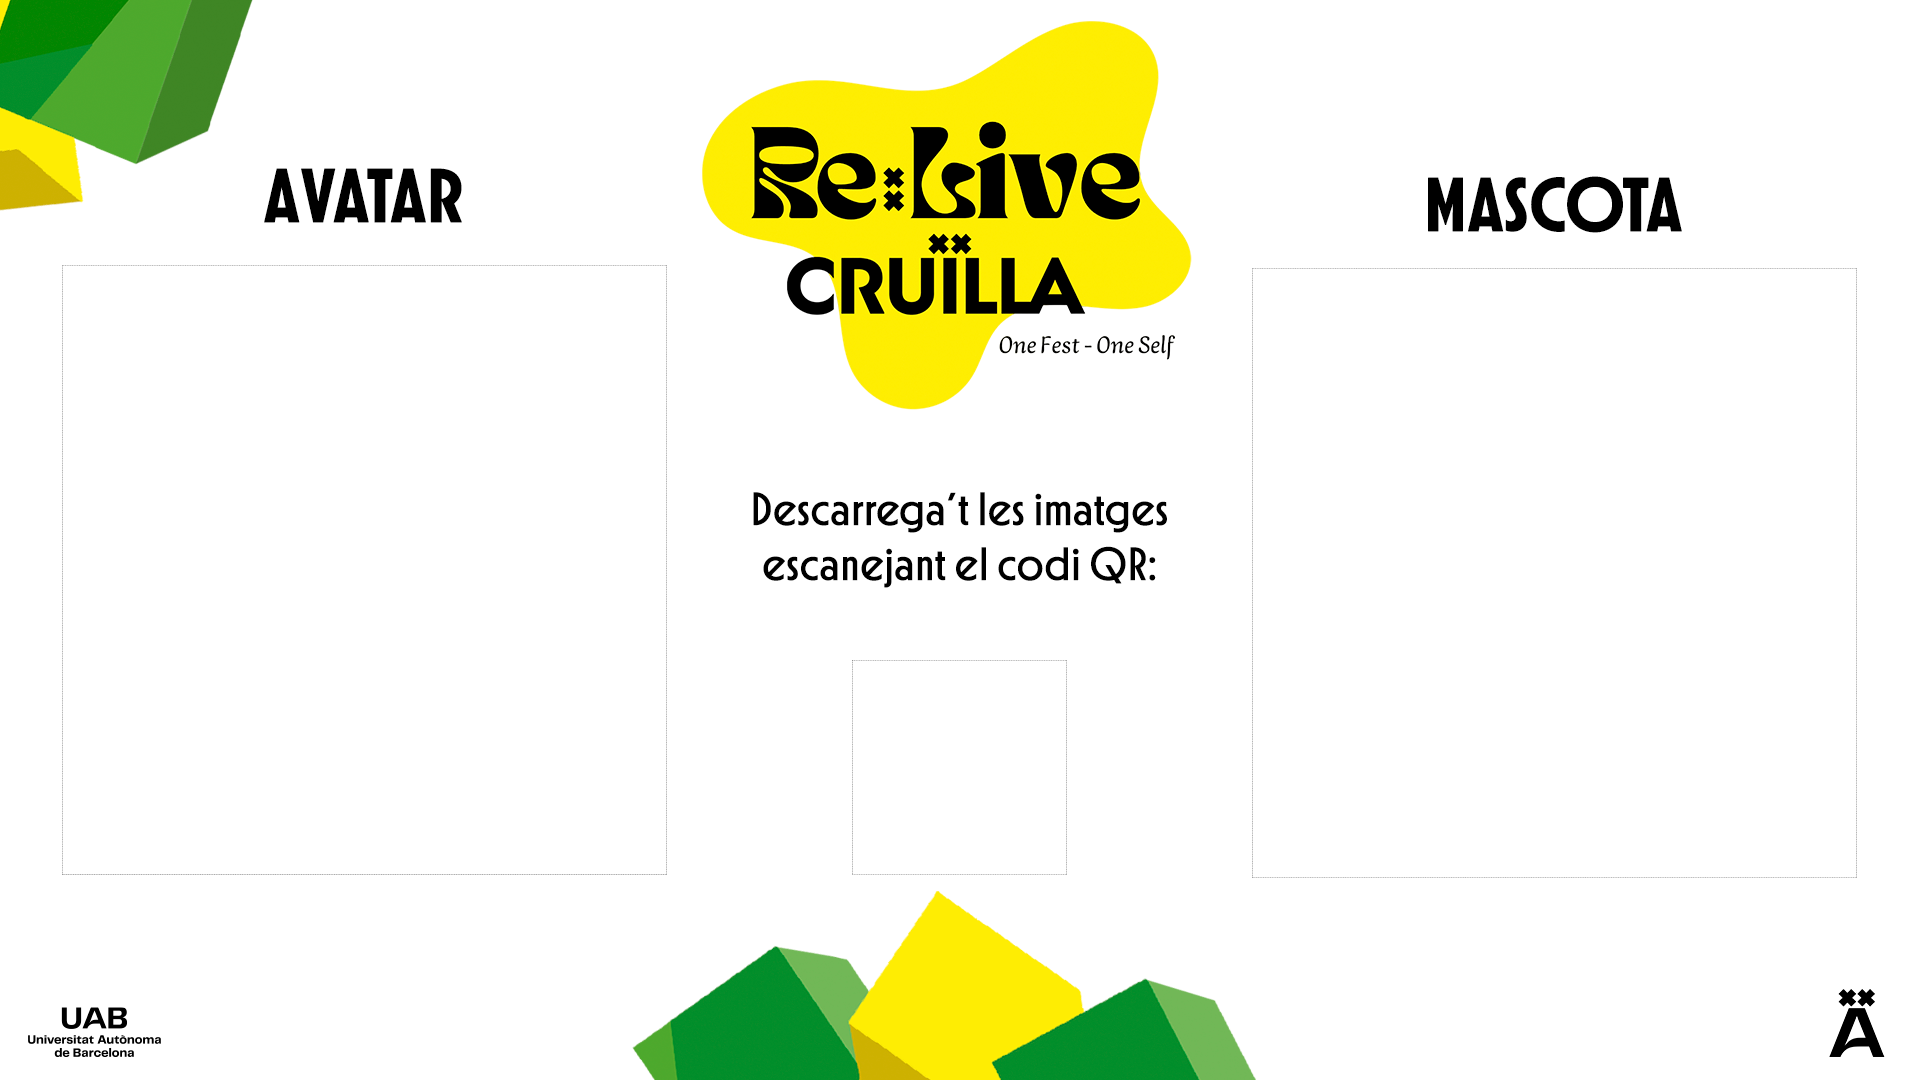 AVATAR
Re:Live
CRUÏLLA
One Fest - One Self
MASCOTA
Descarrega't les imatges
escanejant el codi QR:
UAB
Universitat Autònoma
de Barcelona
Ä